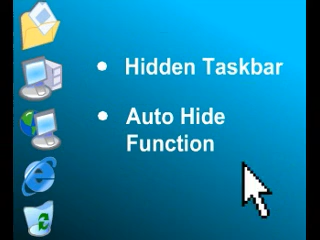 • Hidden Taskbar
• Auto Hide
Function